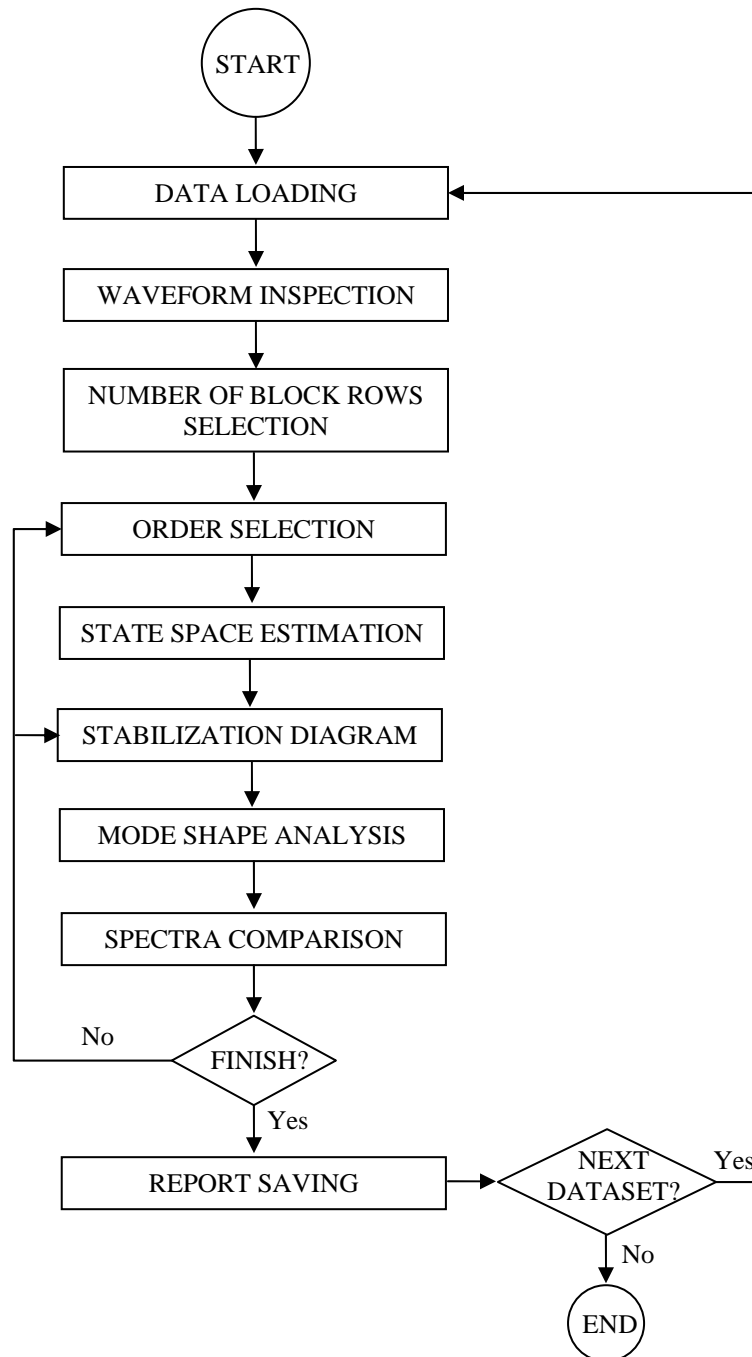 START
DATA LOADING
WAVEFORM INSPECTION
NUMBER OF BLOCK ROWS
SELECTION
ORDER SELECTION
STATE SPACE ESTIMATION
STABILIZATION DIAGRAM
MODE SHAPE ANALYSIS
SPECTRA COMPARISON
No
FINISH?
Yes
REPORT SAVING
NEXT
DATASET?
Yes
No
END